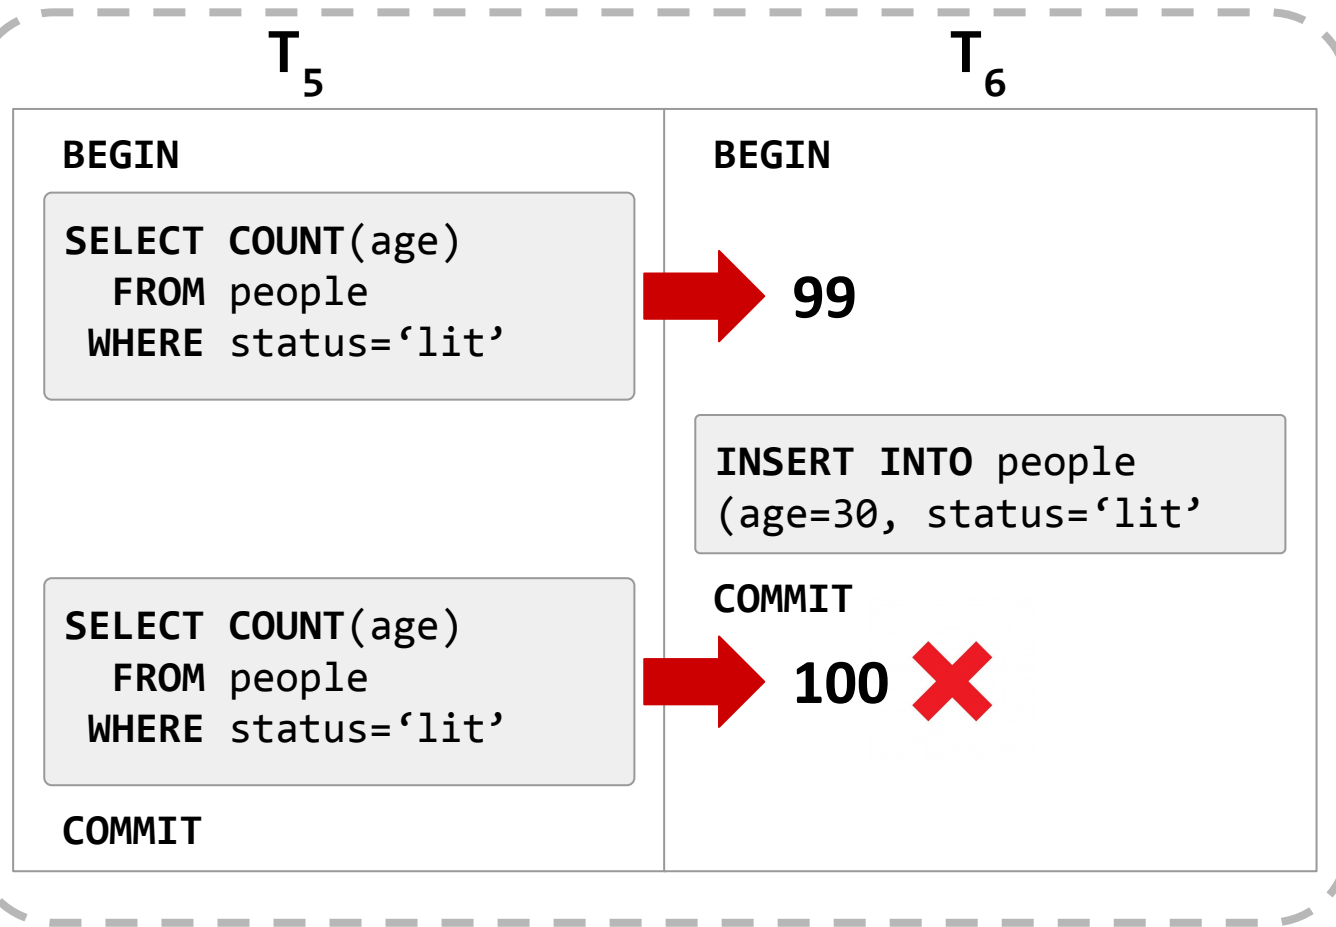 T5
T6
BEGIN
BEGIN
SELECT COUNT(age)
FROM people
WHERE status=‘lit’
99
INSERT INTO people
(age=30, status=‘lit’
SELECT COUNT(age)
FROM people
WHERE status=‘lit’
COMMIT
100
COMMIT